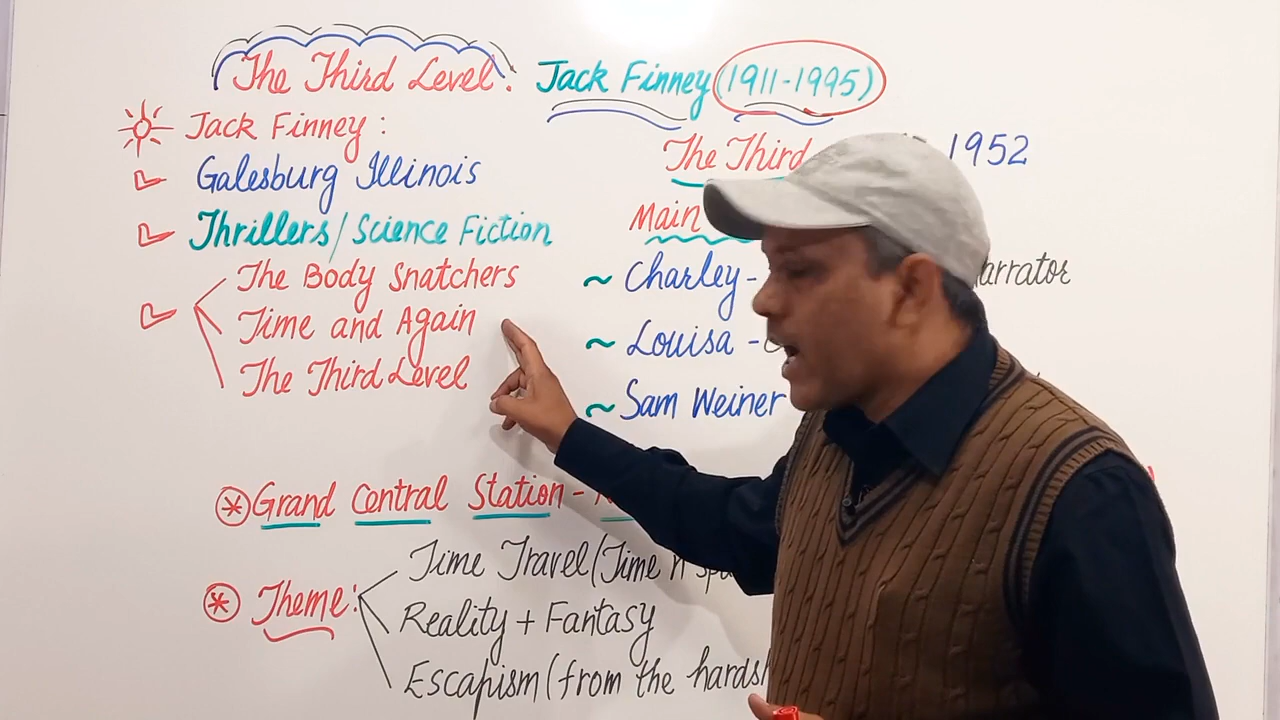 The Third Level: Jack Finney (1911-1995)
Jack Finney:
Galesburg Illinois
Thrillers/Science Fiction
The Body Snatchers
Time and Again
The Third Level
The Third 1952
Main
~ Charley - Narrator
~ Louisa -
~ Sam Weiner
Grand Central Station -
Theme:
Time Travel (Time n
Reality + Fantasy
Escapism (from the